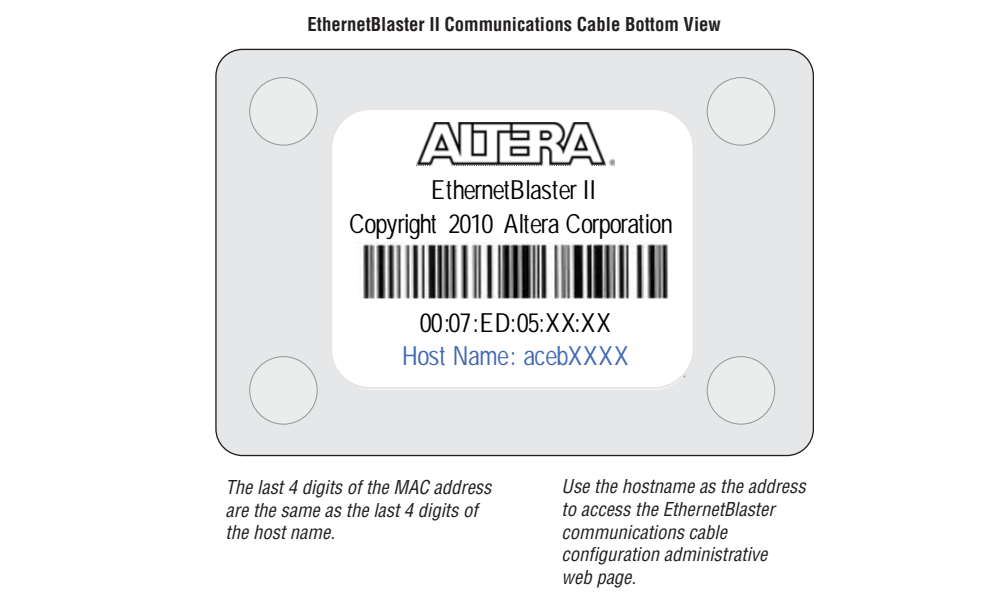 EthernetBlaster II Communications Cable Bottom View
ALTERA.
EthernetBlaster II
Copyright 2010 Altera Corporation
00:07:ED:05:XX:XX
Host Name: acebXXXX
The last 4 digits of the MAC address
are the same as the last 4 digits of
the host name.
Use the hostname as the address
to access the EthernetBlaster
communications cable
configuration administrative
web page.